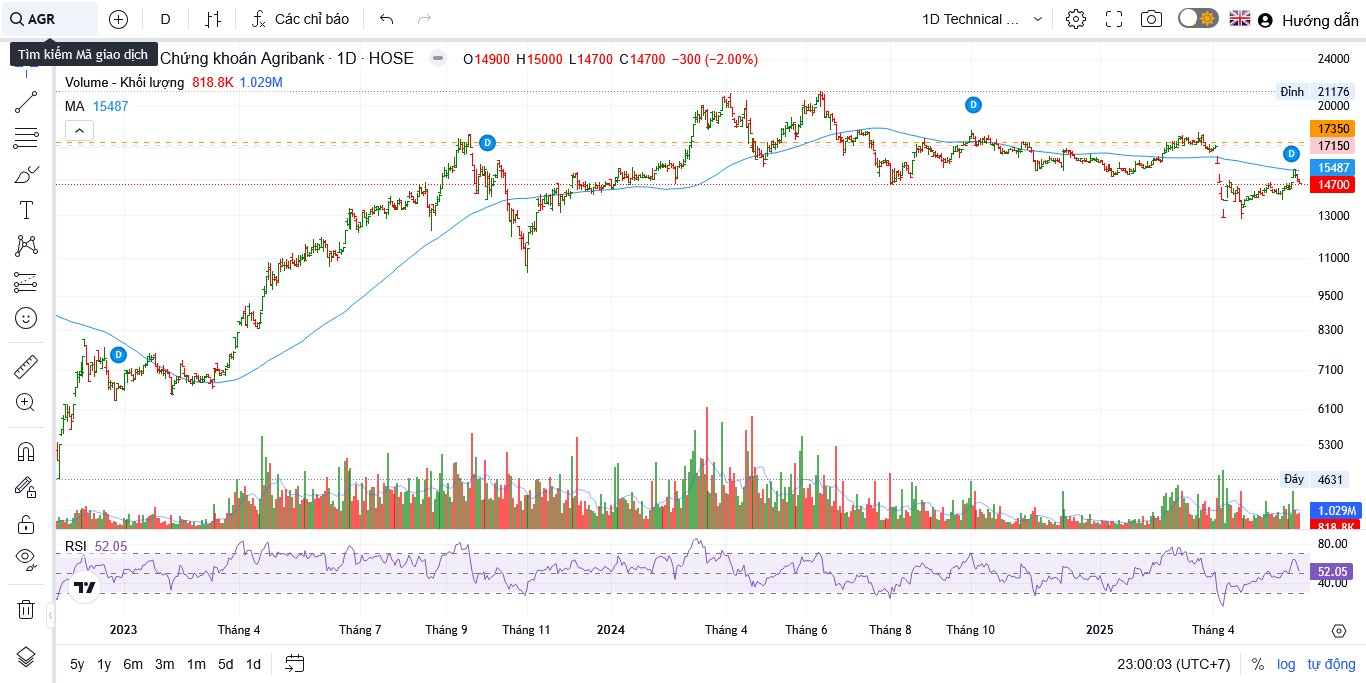 AGR
D
Các chỉ báo
1D Technical ...
Hướng dẫn
Tìm kiếm Mã giao dịch
Chứng khoán Agribank · 1D · HOSE
O14900 H15000 L14700 C14700 −300 (−2.00%)
Volume - Khối lượng 818.8K 1.029M
MA 15487
24000
Đỉnh 21176
20000
17350
17150
15487
14700
13000
11000
9500
8300
7100
6100
5300
Đáy 4631
1.029M
818.8K
D
D
D
D
RSI 52.05
80.00
52.05
40.00
2023
Tháng 4
Tháng 7
Tháng 9
Tháng 11
2024
Tháng 4
Tháng 6
Tháng 8
Tháng 10
2025
Tháng 4
5y 1y 6m 3m 1m 5d 1d
23:00:03 (UTC+7)
% log tự động